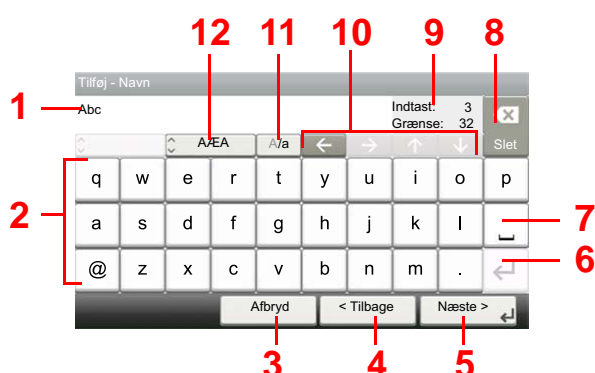 12 11 10 9 8
Tilføj - Navn
1 Abc Indtast: 3
Grænse: 32
AÆA A/a ← → ↑ ↓ Slet
2 q w e r t y u i o p
a s d f g h j k l 7
@ z x c v b n m . 6
Afbryd < Tilbage Næste >
3 4 5